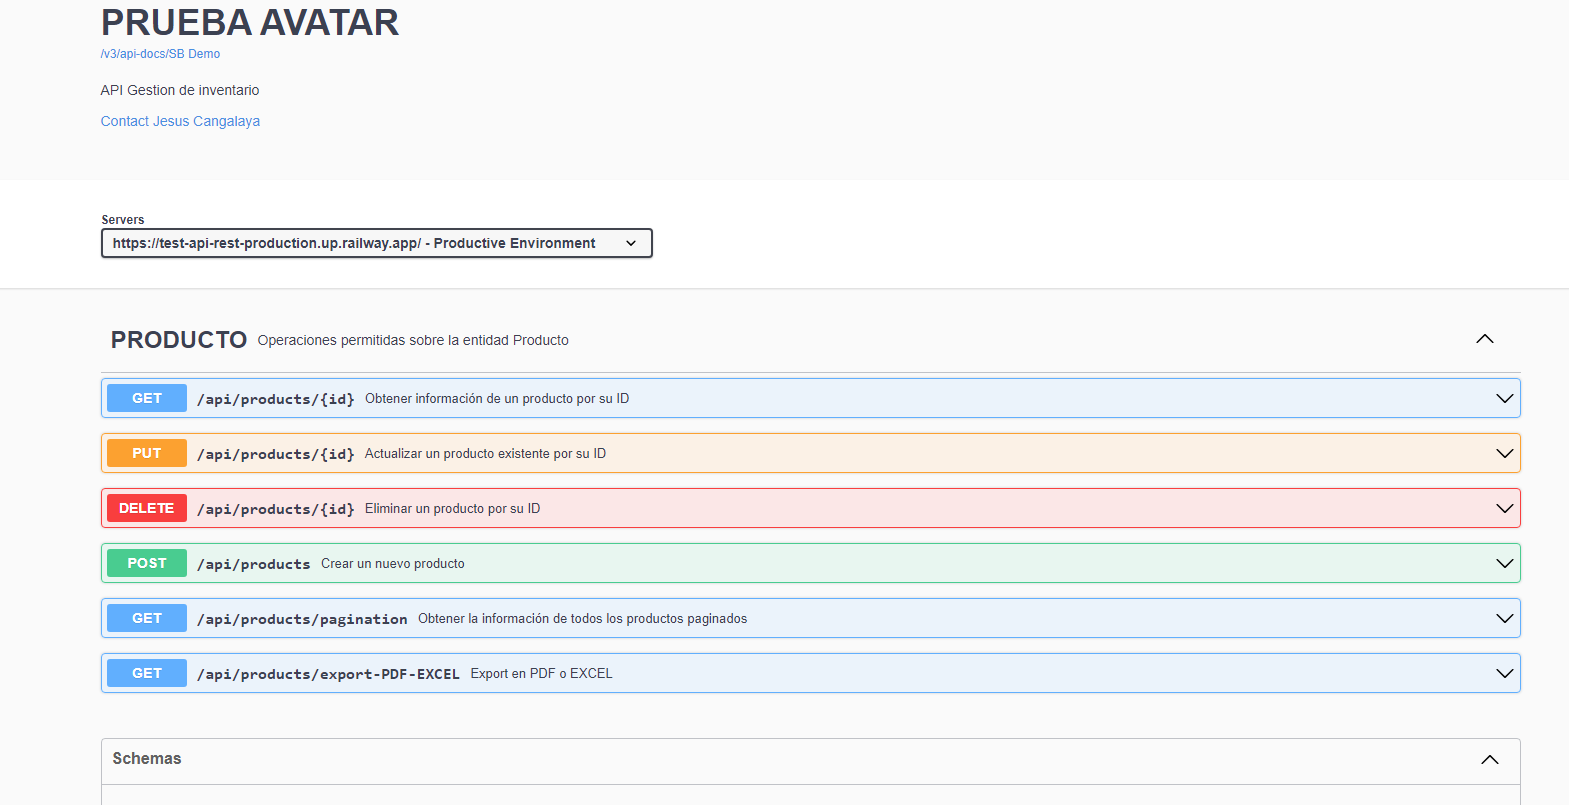 PRUEBA AVATAR
/v3/api-docs/SB Demo
API Gestion de inventario
Contact Jesus Cangalaya
Servers
https://test-api-rest-production.up.railway.app/ - Productive Environment
PRODUCTO Operaciones permitidas sobre la entidad Producto
GET /api/products/{id} Obtener información de un producto por su ID
PUT /api/products/{id} Actualizar un producto existente por su ID
DELETE /api/products/{id} Eliminar un producto por su ID
POST /api/products Crear un nuevo producto
GET /api/products/pagination Obtener la información de todos los productos paginados
GET /api/products/export-PDF-EXCEL Export en PDF o EXCEL
Schemas